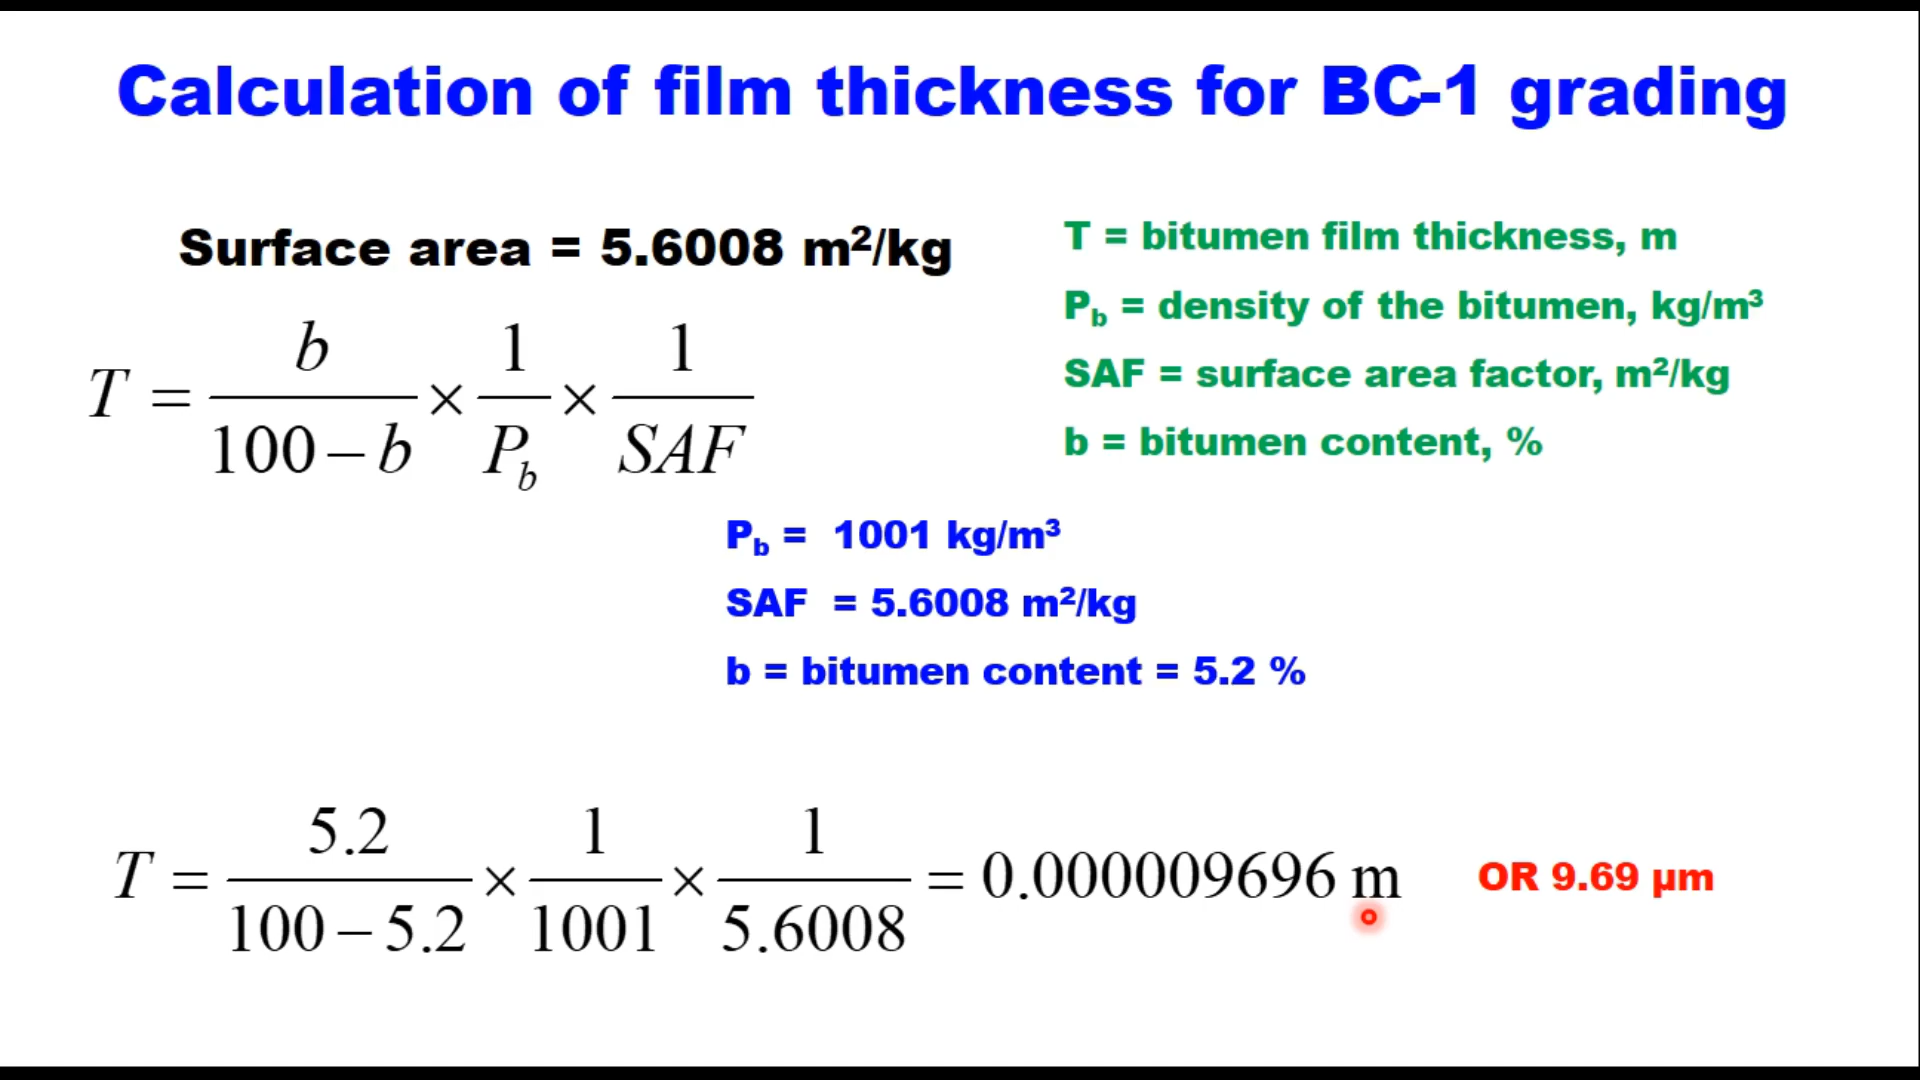 Calculation of film thickness for BC-1 grading
Surface area = 5.6008 m²/kg
T = b / (100 − b) × 1 / P_b × 1 / SAF
T = bitumen film thickness, m
P_b = density of the bitumen, kg/m³
SAF = surface area factor, m²/kg
b = bitumen content, %
P_b = 1001 kg/m³
SAF = 5.6008 m²/kg
b = bitumen content = 5.2 %
T = 5.2 / (100 − 5.2) × 1 / 1001 × 1 / 5.6008 = 0.000009696 m OR 9.69 µm